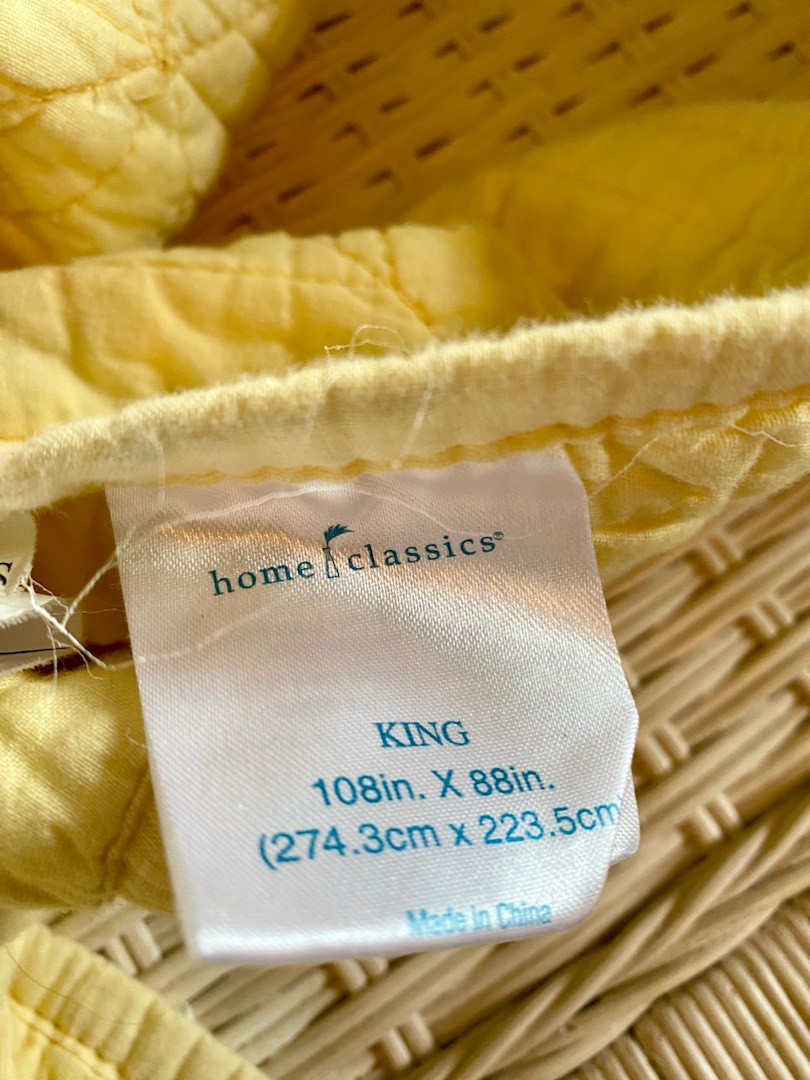 home classics®
KING
108in. X 88in.
(274.3cm x 223.5cm
Made in China
S